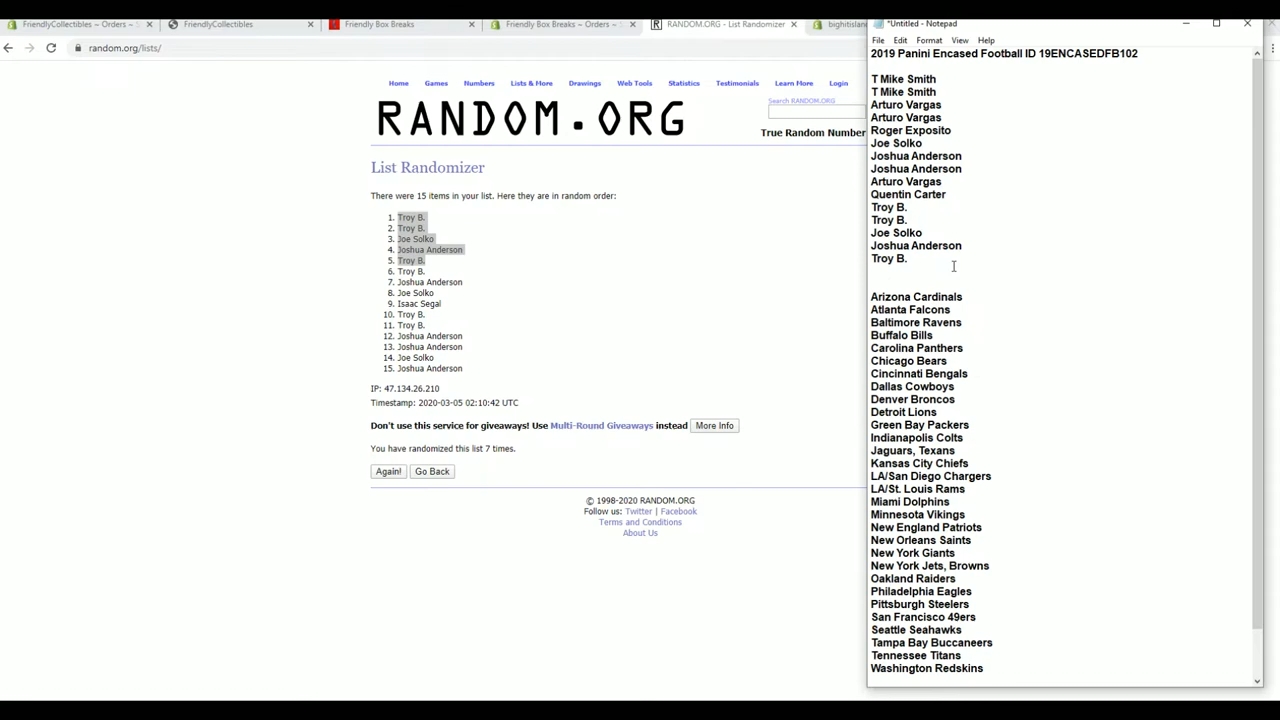 FriendlyCollectibles – Orders – S
FriendlyCollectibles
Friendly Box Breaks
Friendly Box Breaks – Orders –
RANDOM.ORG - List Randomizer
bighitisland
random.org/lists/
Home Games Numbers Lists & More Drawings Web Tools Statistics Testimonials Learn More Login
Search RANDOM.ORG
RANDOM.ORG
True Random Number
List Randomizer
There were 15 items in your list. Here they are in random order:
1. Troy B.
2. Troy B.
3. Joe Solko
4. Joshua Anderson
5. Troy B.
6. Troy B.
7. Joshua Anderson
8. Joe Solko
9. Isaac Segal
10. Troy B.
11. Troy B.
12. Joshua Anderson
13. Joshua Anderson
14. Joe Solko
15. Joshua Anderson
IP: 47.134.26.210
Timestamp: 2020-03-05 02:10:42 UTC
Don't use this service for giveaways! Use Multi-Round Giveaways instead More Info
You have randomized this list 7 times.
Again! Go Back
© 1998-2020 RANDOM.ORG
Follow us: Twitter | Facebook
Terms and Conditions
About Us
*Untitled - Notepad
File Edit Format View Help
2019 Panini Encased Football ID 19ENCASEDFB102
T Mike Smith
T Mike Smith
Arturo Vargas
Arturo Vargas
Roger Exposito
Joe Solko
Joshua Anderson
Joshua Anderson
Arturo Vargas
Quentin Carter
Troy B.
Troy B.
Joe Solko
Joshua Anderson
Troy B.
Arizona Cardinals
Atlanta Falcons
Baltimore Ravens
Buffalo Bills
Carolina Panthers
Chicago Bears
Cincinnati Bengals
Dallas Cowboys
Denver Broncos
Detroit Lions
Green Bay Packers
Indianapolis Colts
Jaguars, Texans
Kansas City Chiefs
LA/San Diego Chargers
LA/St. Louis Rams
Miami Dolphins
Minnesota Vikings
New England Patriots
New Orleans Saints
New York Giants
New York Jets, Browns
Oakland Raiders
Philadelphia Eagles
Pittsburgh Steelers
San Francisco 49ers
Seattle Seahawks
Tampa Bay Buccaneers
Tennessee Titans
Washington Redskins